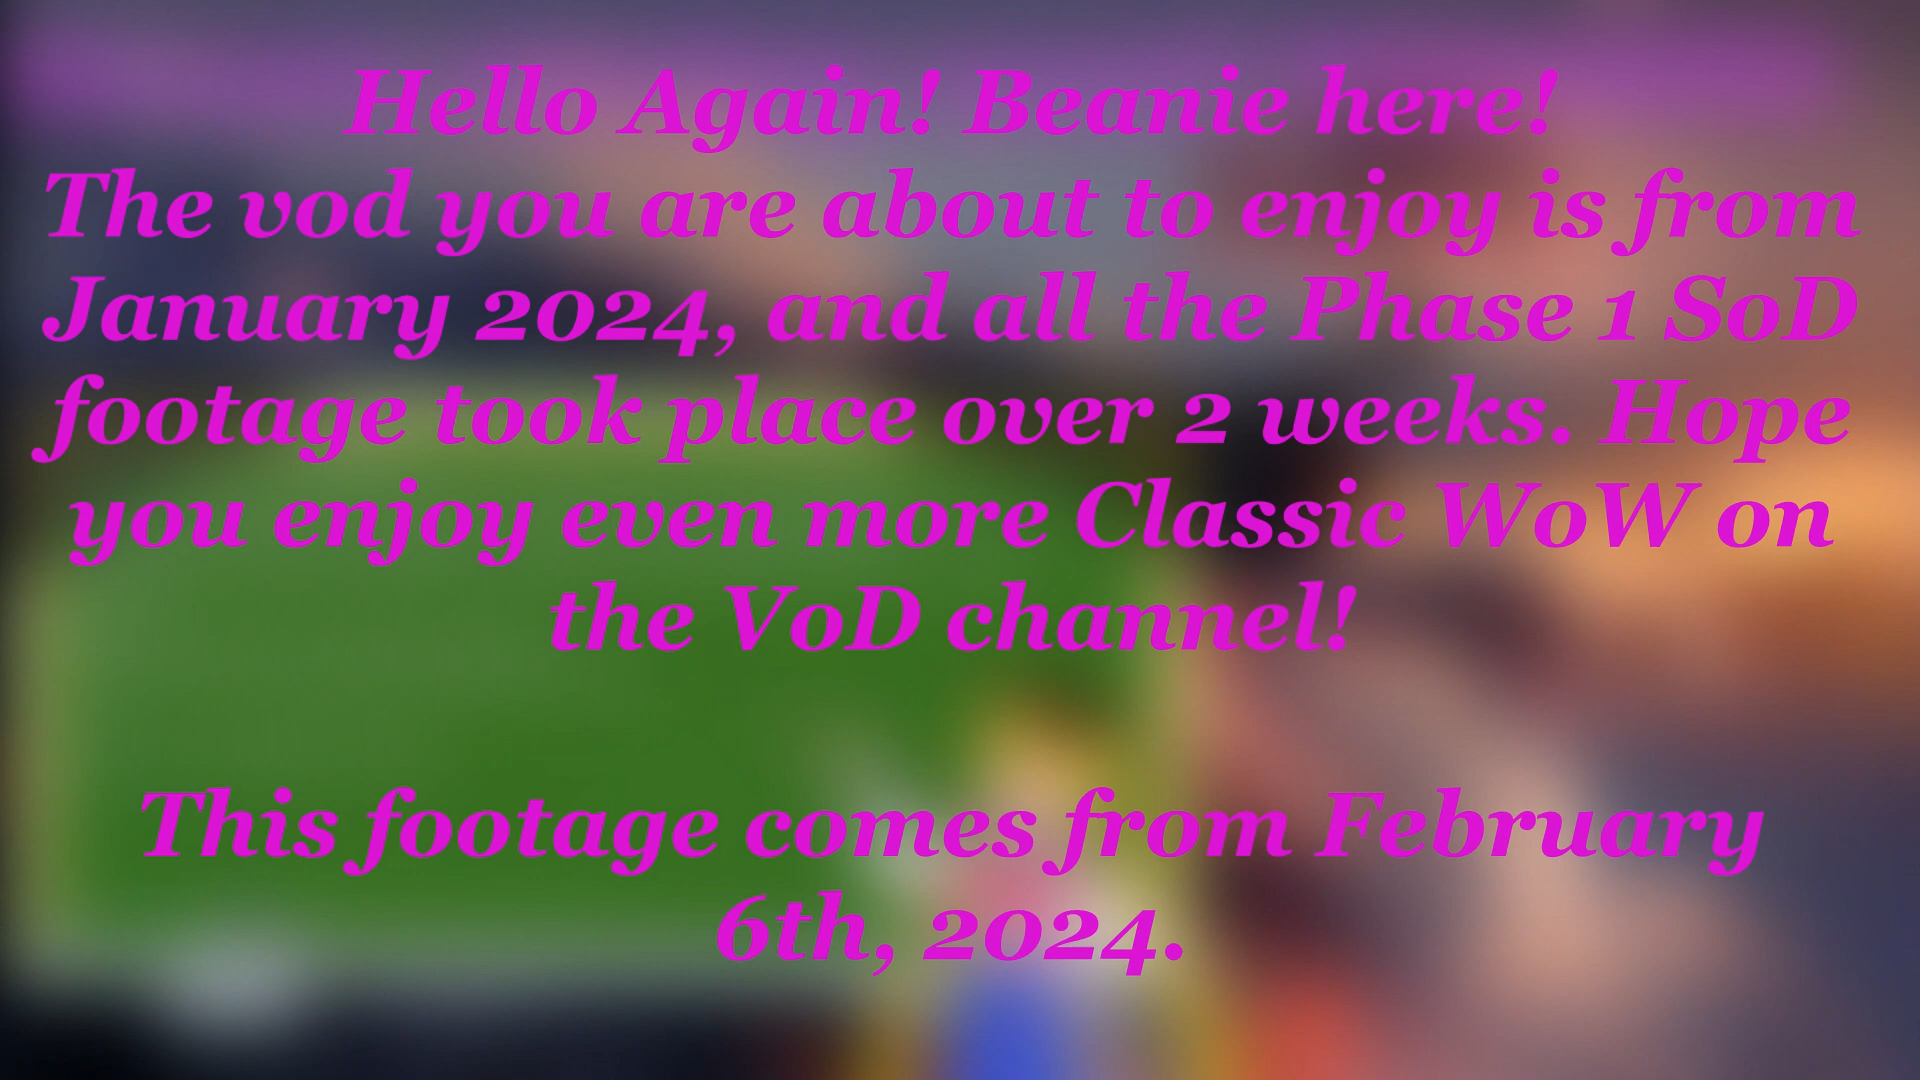 Hello Again! Beanie here!
The vod you are about to enjoy is from
January 2024, and all the Phase 1 SoD
footage took place over 2 weeks. Hope
you enjoy even more Classic WoW on
the VoD channel!
This footage comes from February
6th, 2024.